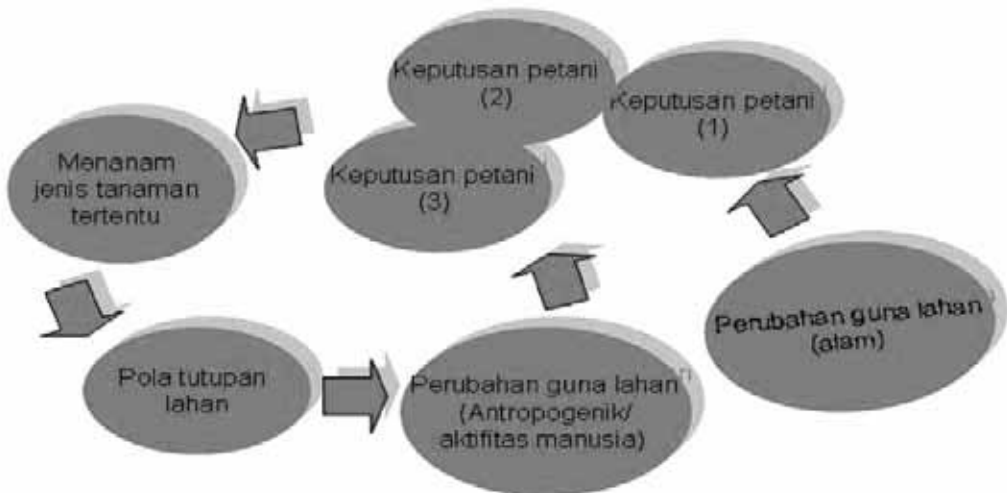 Keputusan petani
(2)
Keputusan petani
(1)
Menanam
jenis tanaman
tertentu
Keputusan petani
(3)
Perubahan guna lahan
(alam)
Pola tutupan
lahan
Perubahan guna lahan
(Antropogenik/
aktifitas manusia)